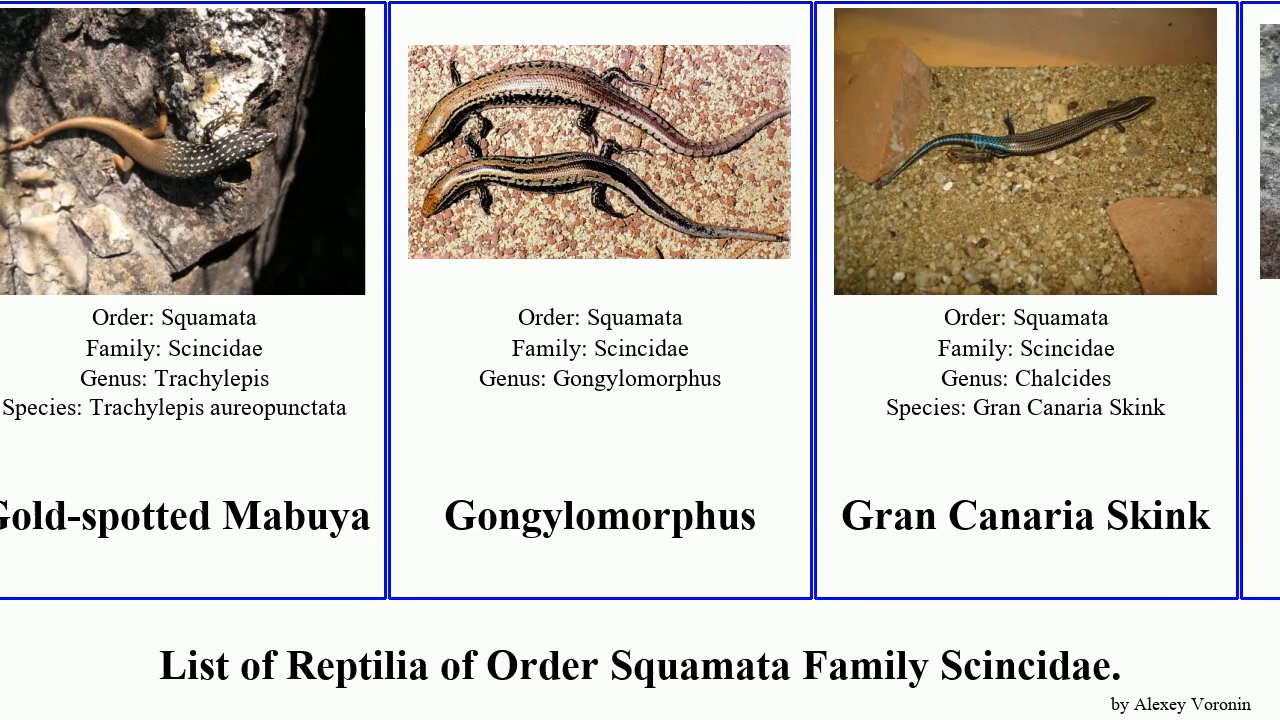 Order: Squamata
Family: Scincidae
Genus: Trachylepis
Species: Trachylepis aureopunctata
Gold-spotted Mabuya
Order: Squamata
Family: Scincidae
Genus: Gongylomorphus
Gongylomorphus
Order: Squamata
Family: Scincidae
Genus: Chalcides
Species: Gran Canaria Skink
Gran Canaria Skink
List of Reptilia of Order Squamata Family Scincidae.
by Alexey Voronin